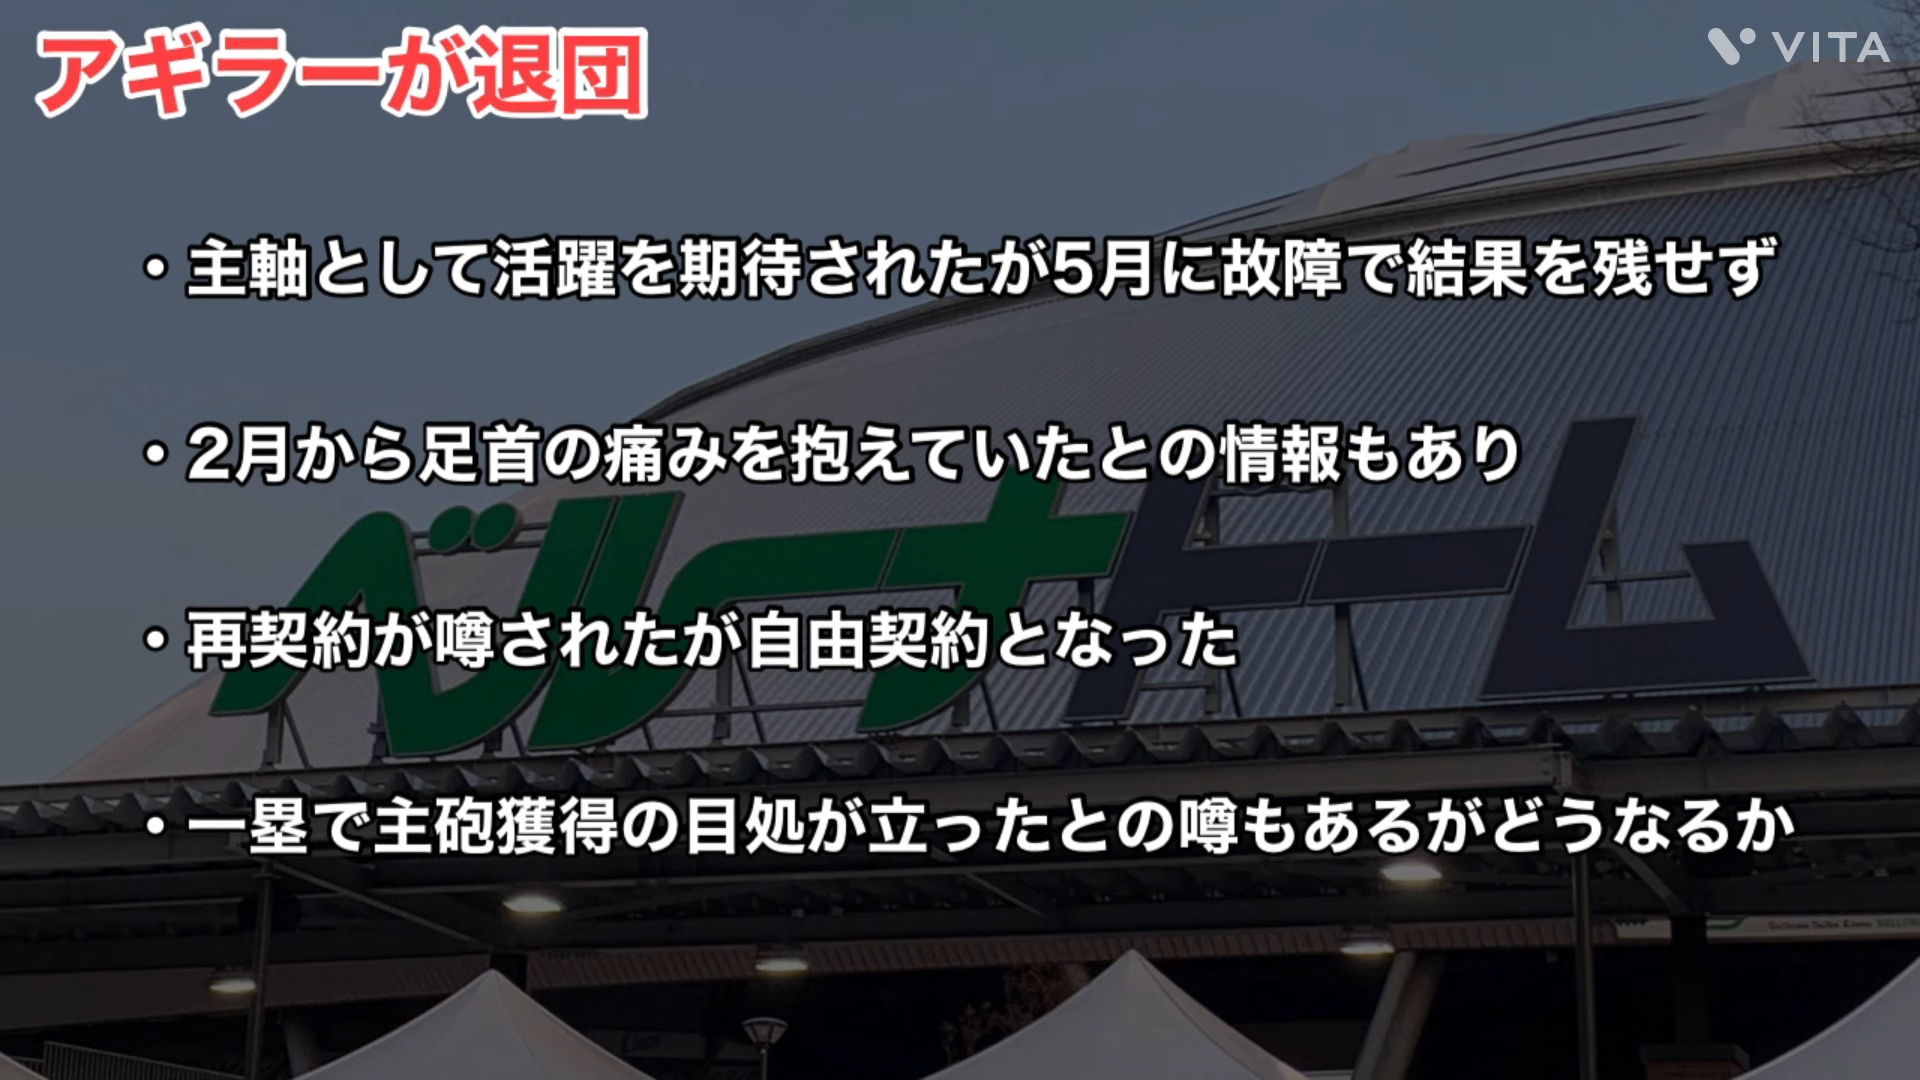 アギラーが退団
VITA
・主軸として活躍を期待されたが5月に故障で結果を残せず
・2月から足首の痛みを抱えていたとの情報もあり
ベルーナドーム
・再契約が噂されたが自由契約となった
・一塁で主砲獲得の目処が立ったとの噂もあるがどうなるか